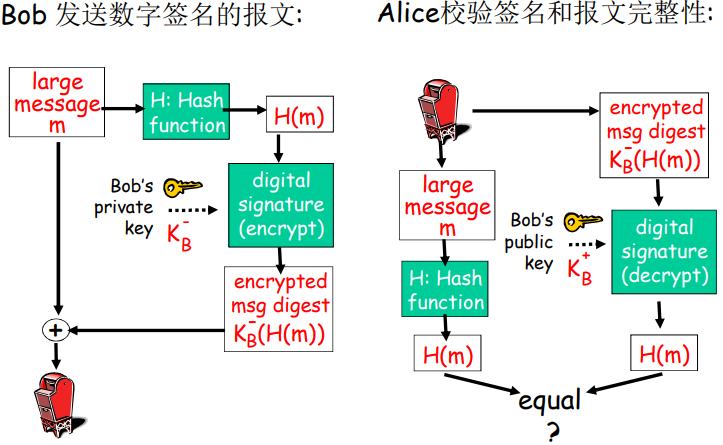 Bob 发送数字签名的报文:
large
message
m
H: Hash
function
H(m)
Bob's
private
key
K_B^-
digital
signature
(encrypt)
encrypted
msg digest
K_B^-(H(m))
+
Alice校验签名和报文完整性:
encrypted
msg digest
K_B^-(H(m))
large
message
m
Bob's
public
key
K_B^+
digital
signature
(decrypt)
H: Hash
function
H(m)
H(m)
equal
?